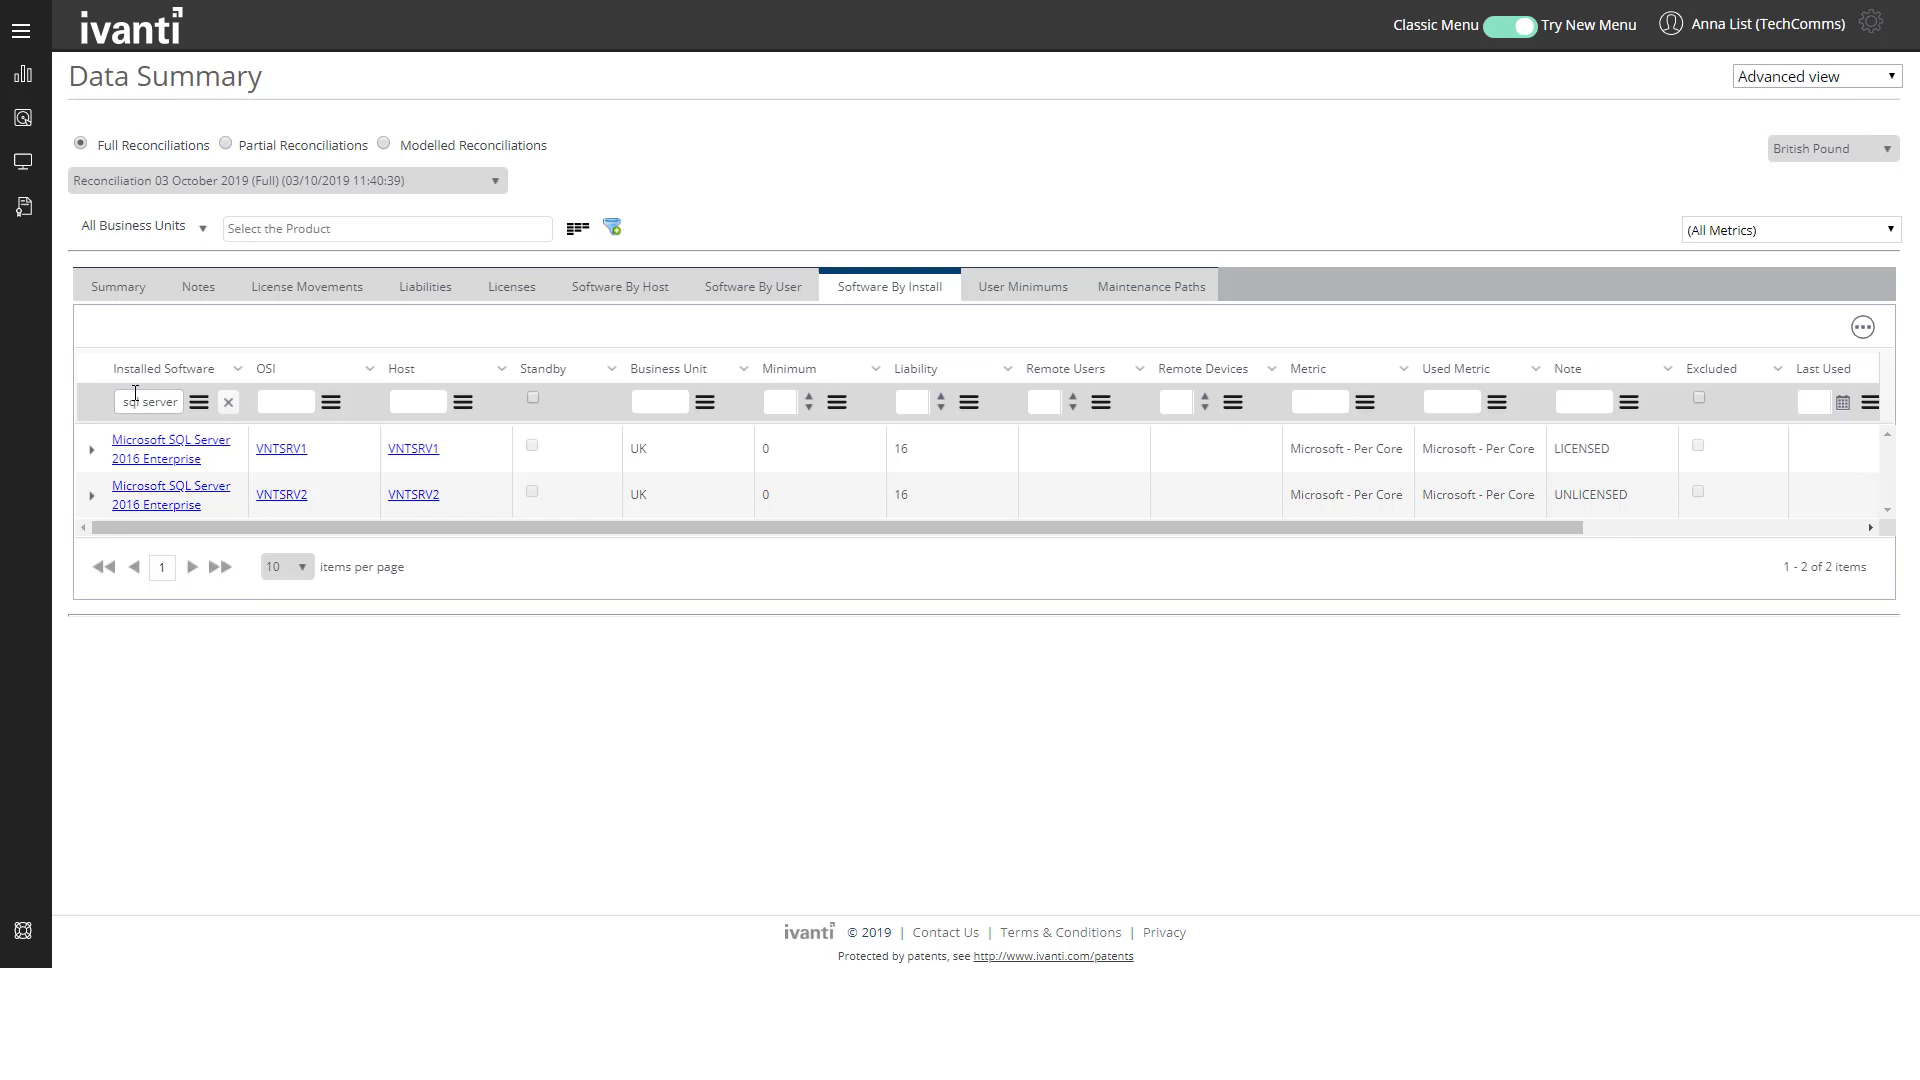 ivanti
Classic Menu Try New Menu Anna List (TechComms)
Data Summary
Advanced view
Full Reconciliations Partial Reconciliations Modelled Reconciliations
British Pound
Reconciliation 03 October 2019 (Full) (03/10/2019 11:40:39)
All Business Units Select the Product
(All Metrics)
Summary Notes License Movements Liabilities Licenses Software By Host Software By User Software By Install User Minimums Maintenance Paths
Installed Software OSI Host Standby Business Unit Minimum Liability Remote Users Remote Devices Metric Used Metric Note Excluded Last Used
sql server
Microsoft SQL Server
2016 Enterprise VNTSRV1 VNTSRV1 UK 0 16 Microsoft - Per Core Microsoft - Per Core LICENSED
Microsoft SQL Server
2016 Enterprise VNTSRV2 VNTSRV2 UK 0 16 Microsoft - Per Core Microsoft - Per Core UNLICENSED
1 10 items per page 1 - 2 of 2 items
ivanti © 2019 | Contact Us | Terms & Conditions | Privacy
Protected by patents, see http://www.ivanti.com/patents